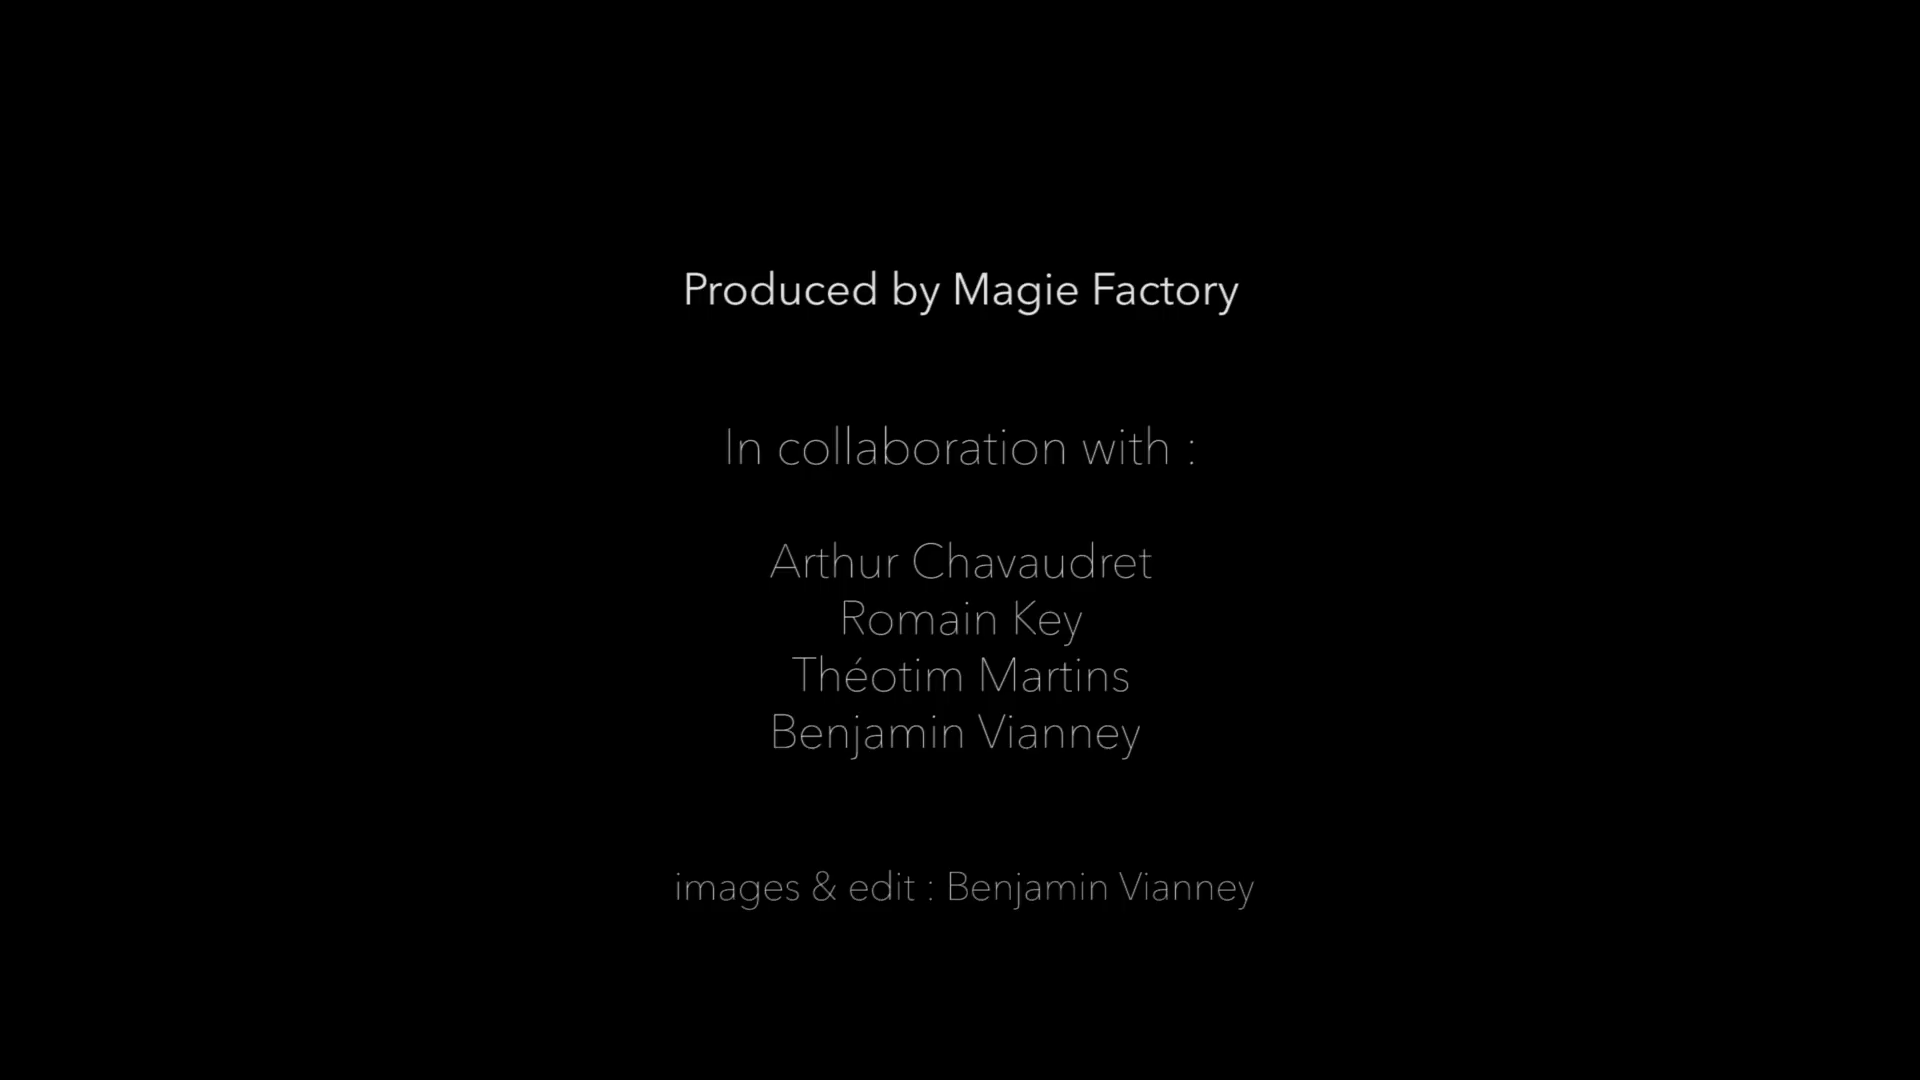 Produced by Magie Factory
In collaboration with :
Arthur Chavaudret
Romain Key
Théotim Martins
Benjamin Vianney
images & edit : Benjamin Vianney